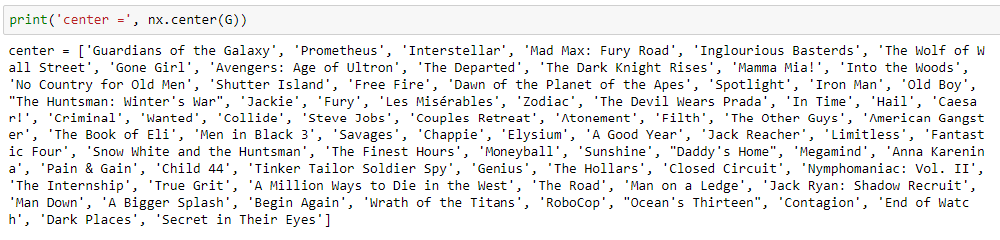 print('center =', nx.center(G))
center = ['Guardians of the Galaxy', 'Prometheus', 'Interstellar', 'Mad Max: Fury Road', 'Inglourious Basterds', 'The Wolf of W
all Street', 'Gone Girl', 'Avengers: Age of Ultron', 'The Departed', 'The Dark Knight Rises', 'Mamma Mia!', 'Into the Woods',
'No Country for Old Men', 'Shutter Island', 'Free Fire', 'Dawn of the Planet of the Apes', 'Spotlight', 'Iron Man', 'Old Boy',
"The Huntsman: Winter's War", 'Jackie', 'Fury', 'Les Misérables', 'Zodiac', 'The Devil Wears Prada', 'In Time', 'Hail, Caesa
r!', 'Criminal', 'Wanted', 'Collide', 'Steve Jobs', 'Couples Retreat', 'Atonement', 'Filth', 'The Other Guys', 'American Gangst
er', 'The Book of Eli', 'Men in Black 3', 'Savages', 'Chappie', 'Elysium', 'A Good Year', 'Jack Reacher', 'Limitless', 'Fantast
ic Four', 'Snow White and the Huntsman', 'The Finest Hours', 'Moneyball', 'Sunshine', "Daddy's Home", 'Megamind', 'Anna Karenin
a', 'Pain & Gain', 'Child 44', 'Tinker Tailor Soldier Spy', 'Genius', 'The Hollars', 'Closed Circuit', 'Nymphomaniac: Vol. II',
'The Internship', 'True Grit', 'A Million Ways to Die in the West', 'The Road', 'Man on a Ledge', 'Jack Ryan: Shadow Recruit',
'Man Down', 'A Bigger Splash', 'Begin Again', 'Wrath of the Titans', 'RoboCop', "Ocean's Thirteen", 'Contagion', 'End of Watc
h', 'Dark Places', 'Secret in Their Eyes']